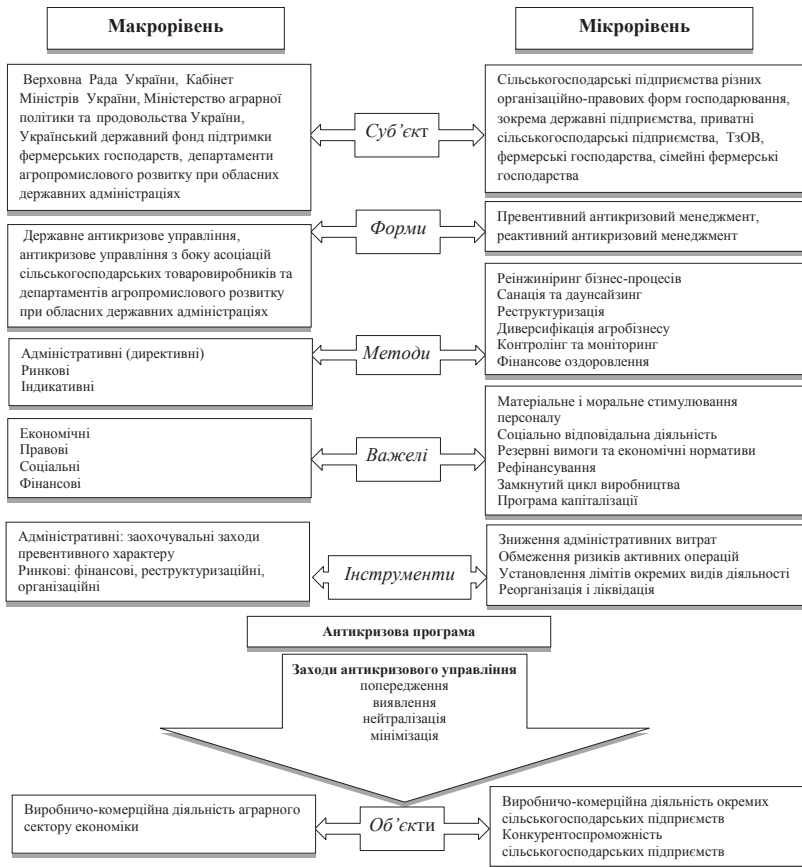 Макрорівень
Мікрорівень
Верховна Рада України, Кабінет
Міністрів України, Міністерство аграрної
політики та продовольства України,
Український державний фонд підтримки
фермерських господарств, департаменти
агропромислового розвитку при обласних
державних адміністраціях
Суб’єкт
Сільськогосподарські підприємства різних
організаційно-правових форм господарювання,
зокрема державні підприємства, приватні
сільськогосподарські підприємства, ТзОВ,
фермерські господарства, сімейні фермерські
господарства
Державне антикризове управління,
антикризове управління з боку асоціацій
сільськогосподарських товаровиробників та
департаментів агропромислового розвитку
при обласних державних адміністраціях
Форми
Превентивний антикризовий менеджмент,
реактивний антикризовий менеджмент
Адміністративні (директивні)
Ринкові
Індикативні
Методи
Реінжиніринг бізнес-процесів
Санація та даунсайзинг
Реструктуризація
Диверсифікація агробізнесу
Контролінг та моніторинг
Фінансове оздоровлення
Економічні
Правові
Соціальні
Фінансові
Важелі
Матеріальне і моральне стимулювання
персоналу
Соціально відповідальна діяльність
Резервні вимоги та економічні нормативи
Рефінансування
Замкнутий цикл виробництва
Програма капіталізації
Адміністративні: заохочувальні заходи
превентивного характеру
Ринкові: фінансові, реструктуризаційні,
організаційні
Інструменти
Зниження адміністративних витрат
Обмеження ризиків активних операцій
Установлення лімітів окремих видів діяльності
Реорганізація і ліквідація
Антикризова програма
Заходи антикризового управління
попередження
виявлення
нейтралізація
мінімізація
Виробничо-комерційна діяльність аграрного
сектору економіки
Об’єкти
Виробничо-комерційна діяльність окремих
сільськогосподарських підприємств
Конкурентоспроможність
сільськогосподарських підприємств